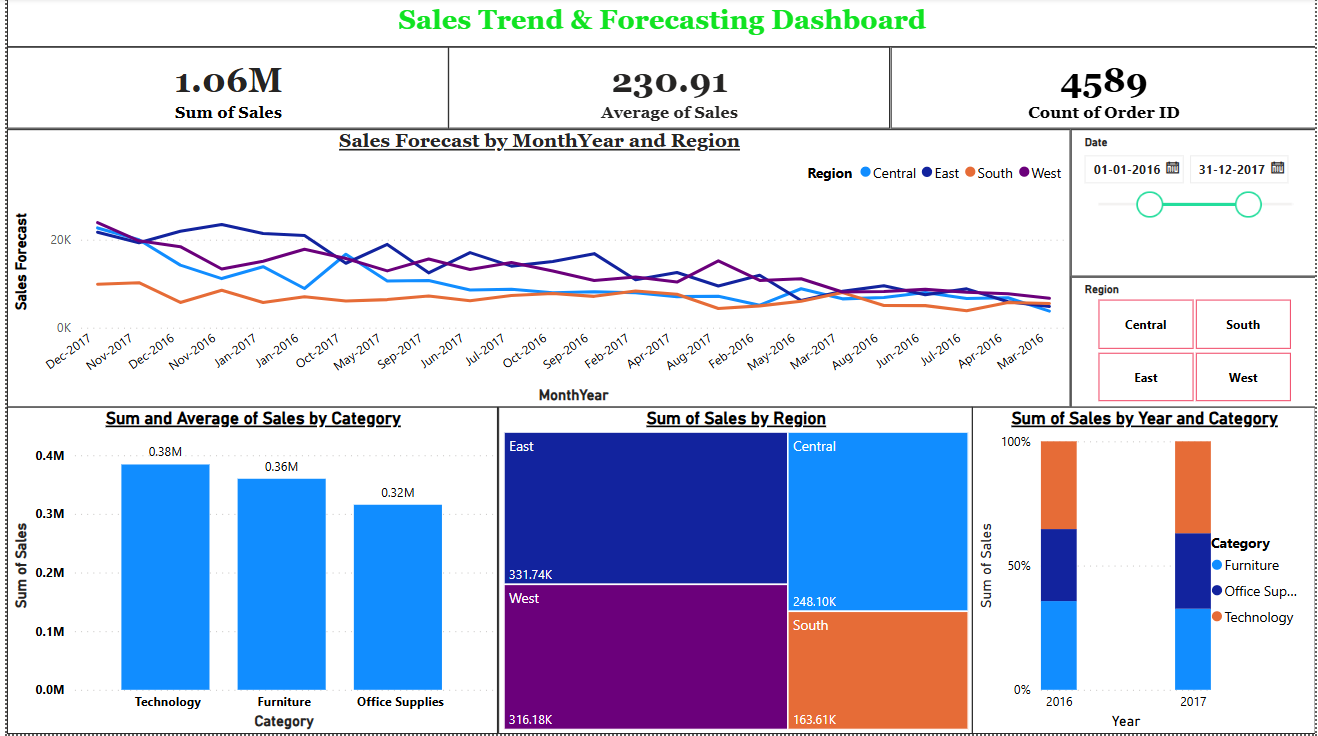 Sales Trend & Forecasting Dashboard
1.06M
Sum of Sales
230.91
Average of Sales
4589
Count of Order ID
Sales Forecast by MonthYear and Region
Region Central East South West
Sales Forecast
20K
0K
Dec-2017 Nov-2017 Dec-2016 Nov-2016 Jan-2017 Jan-2016 Oct-2017 May-2017 Sep-2017 Jun-2017 Jul-2017 Oct-2016 Sep-2016 Feb-2017 Apr-2017 Aug-2017 Feb-2016 May-2016 Mar-2017 Aug-2016 Jun-2016 Jul-2016 Apr-2016 Mar-2016
MonthYear
Date
01-01-2016 31-12-2017
Region
Central South
East West
Sum and Average of Sales by Category
Sum of Sales
0.4M
0.3M
0.2M
0.1M
0.0M
0.38M
0.36M
0.32M
Technology Furniture Office Supplies
Category
Sum of Sales by Region
East
331.74K
West
316.18K
Central
248.10K
South
163.61K
Sum of Sales by Year and Category
Sum of Sales
100%
50%
0%
2016 2017
Year
Category
Furniture
Office Sup...
Technology